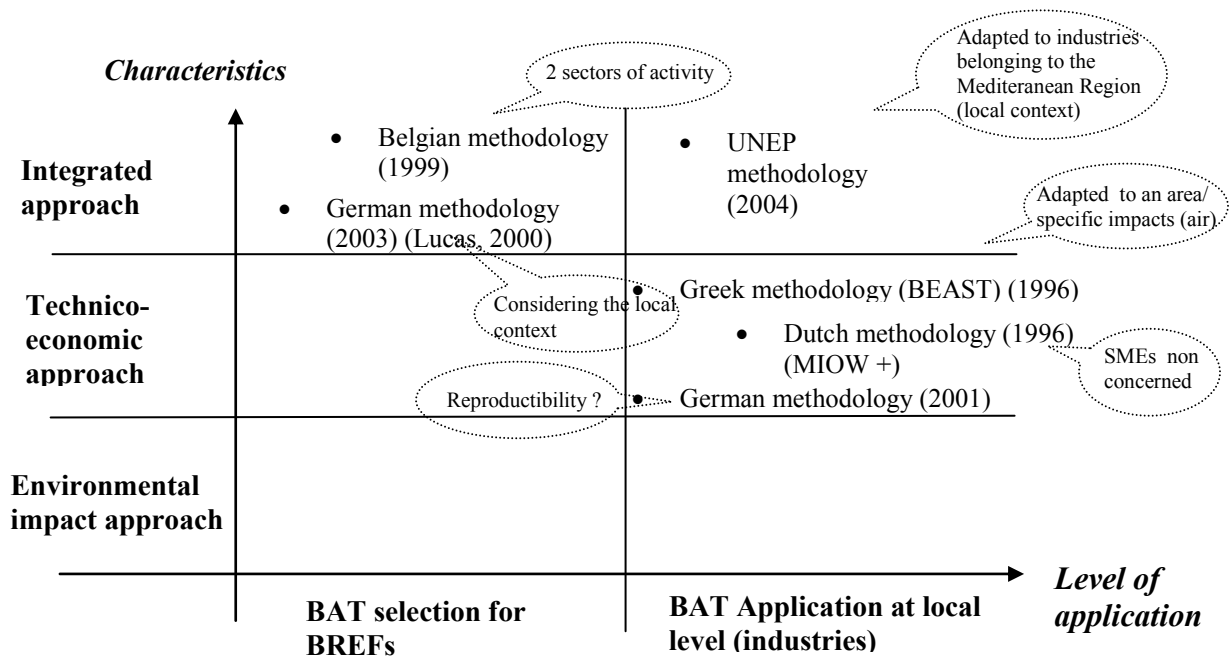 Characteristics
2 sectors of activity
Adapted to industries
belonging to the
Mediteranean Region
(local context)
Integrated
approach
• Belgian methodology
(1999)
• German methodology
(2003) (Lucas, 2000)
• UNEP
methodology
(2004)
Adapted to an area/
specific impacts (air)
Technico-
economic
approach
Considering the local
context
• Greek methodology (BEAST) (1996)
• Dutch methodology (1996)
(MIOW +)
SMEs non
concerned
Reproductibility ?
• German methodology (2001)
Environmental
impact approach
BAT selection for
BREFs
BAT Application at local
level (industries)
Level of
application